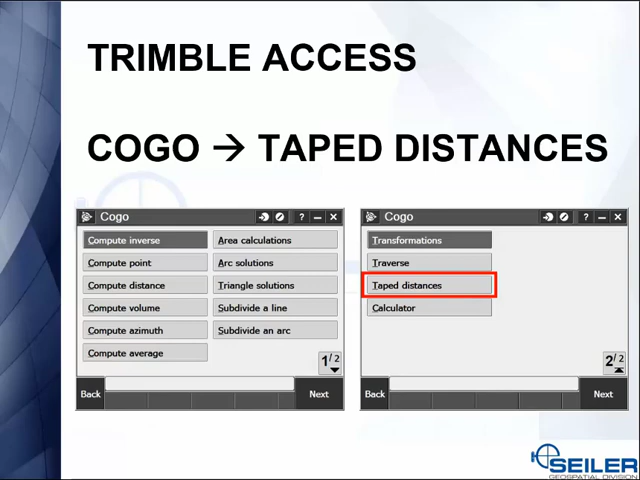 TRIMBLE ACCESS
COGO → TAPED DISTANCES
Cogo ? – ×
Compute inverse Area calculations
Compute point Arc solutions
Compute distance Triangle solutions
Compute volume Subdivide a line
Compute azimuth Subdivide an arc
Compute average
1/2
Back Next
Cogo ? – ×
Transformations
Traverse
Taped distances
Calculator
2/2
Back Next
SEILER
GEOSPATIAL DIVISION